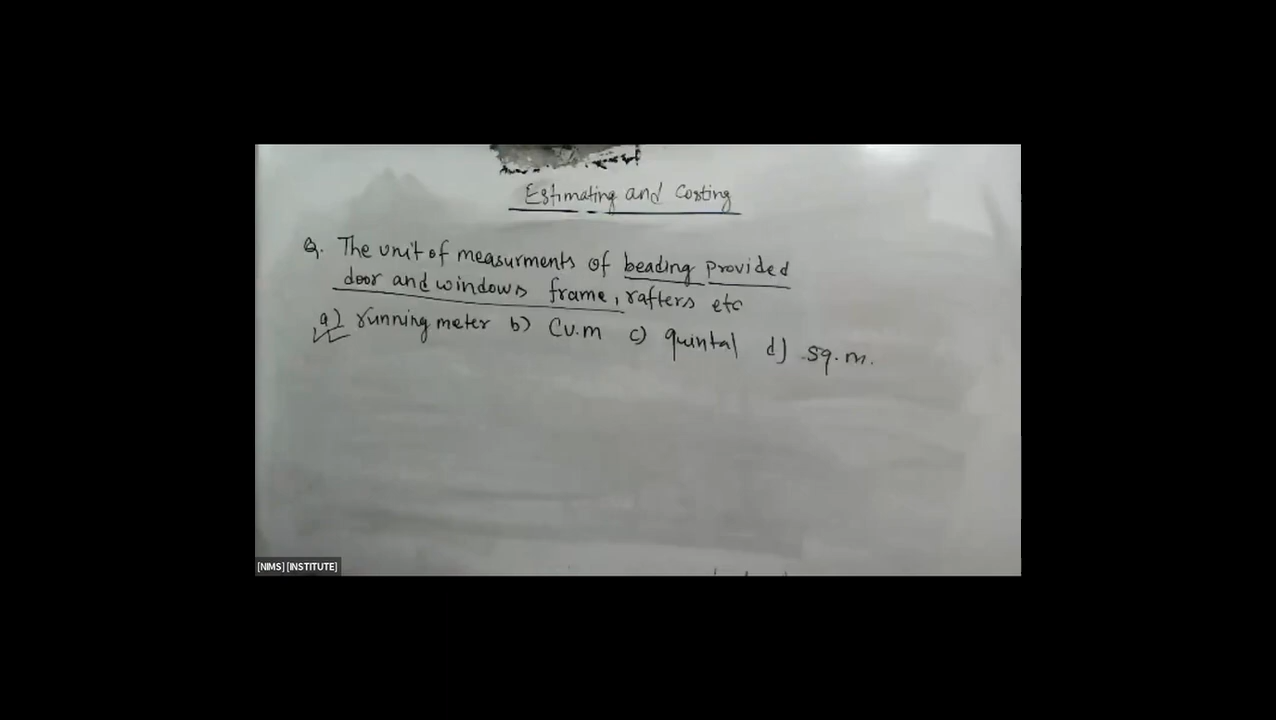 Estimating and Costing
Q. The unit of measurments of beading provided
door and windows frame, rafters etc
a) running meter b) Cu.m c) quintal d) sq.m.
[NIMS] [INSTITUTE]